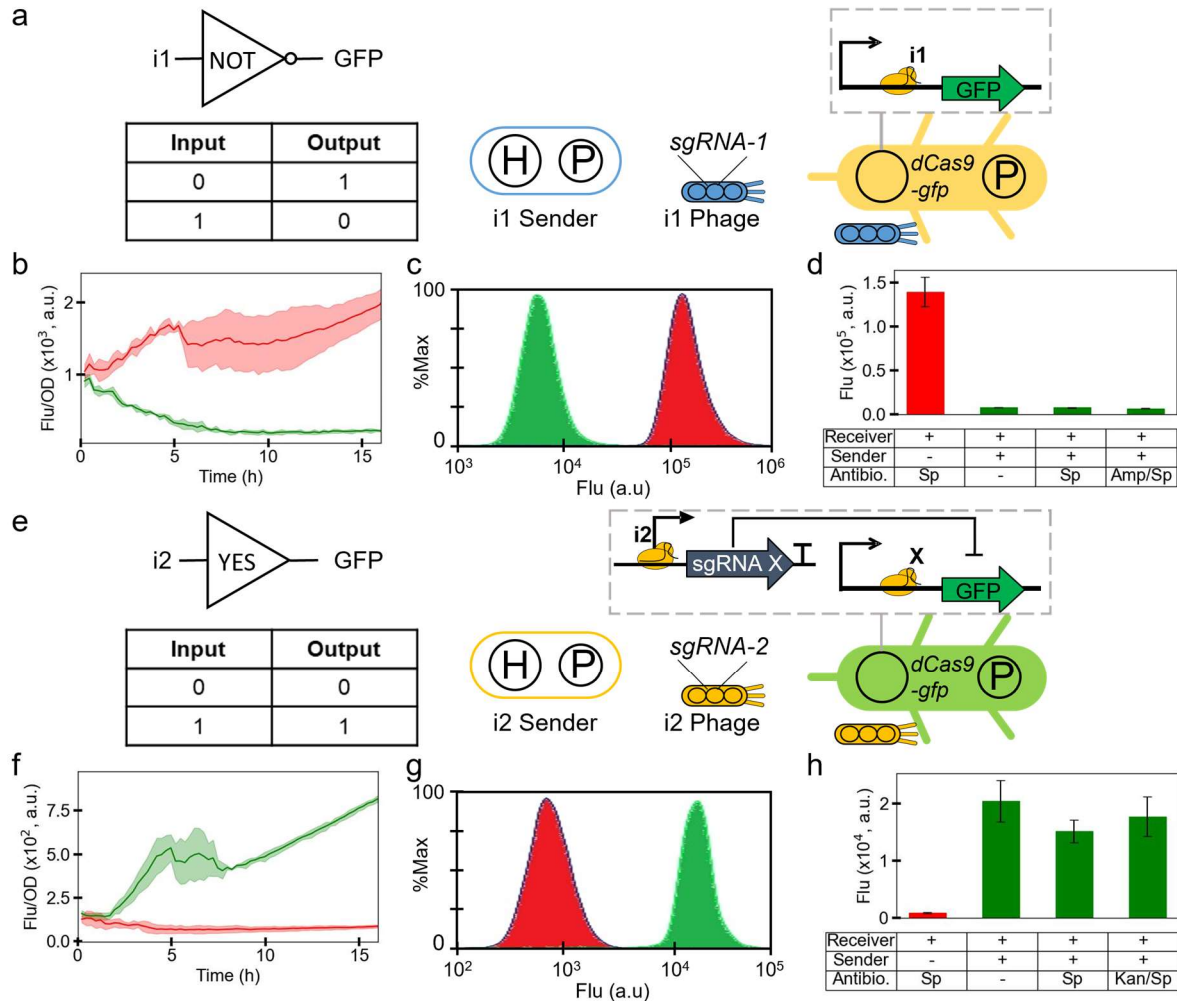 a
i1 NOT GFP
Input Output
0 1
1 0
H P
i1 Sender
sgRNA-1
i1 Phage
i1
GFP
dCas9
-gfp
P
b
Flu/OD (x10³, a.u.)
2
1
0
0 5 10 15
Time (h)
c
%Max
100
0
10³ 10⁴ 10⁵ 10⁶
Flu (a.u)
d
Flu (x10⁵, a.u.)
1.5
1.0
0.5
0.0
Receiver + + + +
Sender - + + +
Antibio. Sp - Sp Amp/Sp
e
i2 YES GFP
Input Output
0 0
1 1
H P
i2 Sender
sgRNA-2
i2 Phage
i2
sgRNA X
X
GFP
dCas9
-gfp
P
f
Flu/OD (x10², a.u.)
7.5
5.0
2.5
0.0
0 5 10 15
Time (h)
g
%Max
100
0
10² 10³ 10⁴ 10⁵
Flu (a.u)
h
Flu (x10⁴, a.u.)
2
1
0
Receiver + + + +
Sender - + + +
Antibio. Sp - Sp Kan/Sp